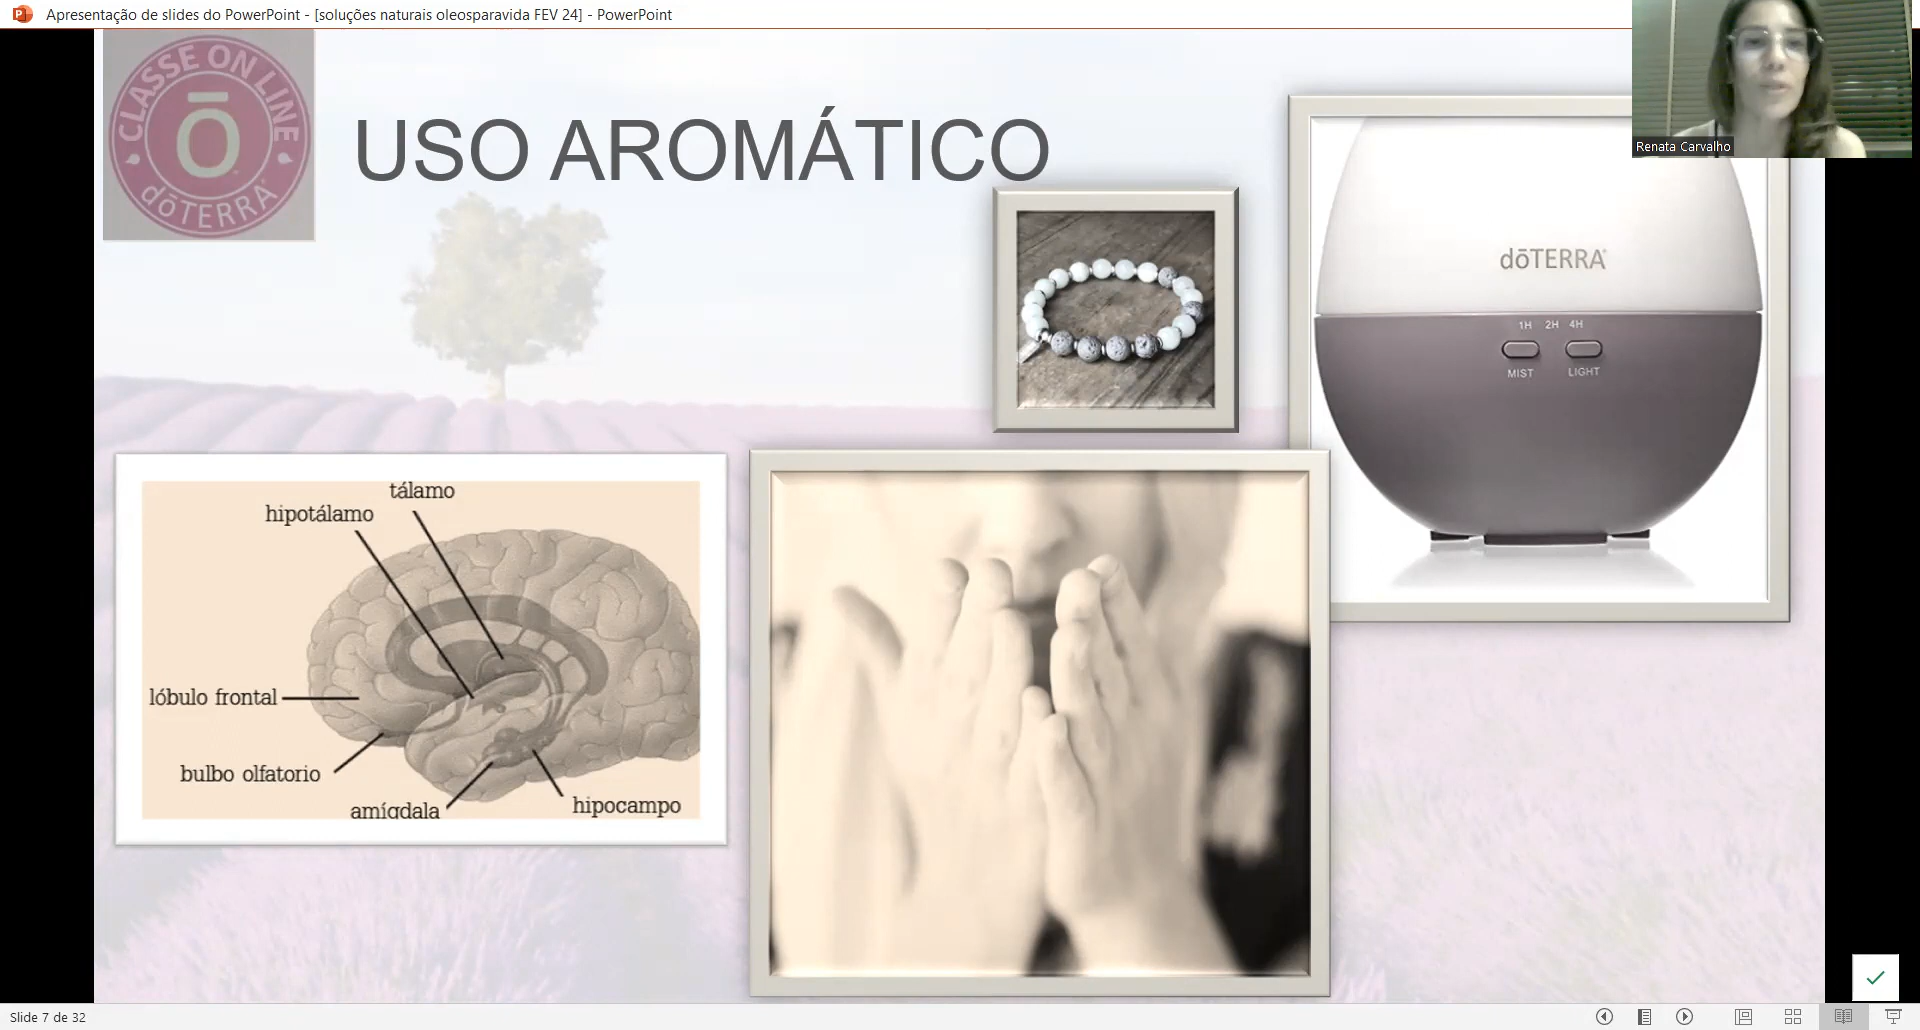 Apresentação de slides do PowerPoint - [soluções naturais oleosparavida FEV 24] - PowerPoint
CLASSE ON LINE
Ō
dōTERRA
USO AROMÁTICO
Renata Carvalho
dōTERRA
1H 2H 4H
MIST LIGHT
tálamo
hipotálamo
lóbulo frontal
bulbo olfatorio
amígdala
hipocampo
Slide 7 de 32